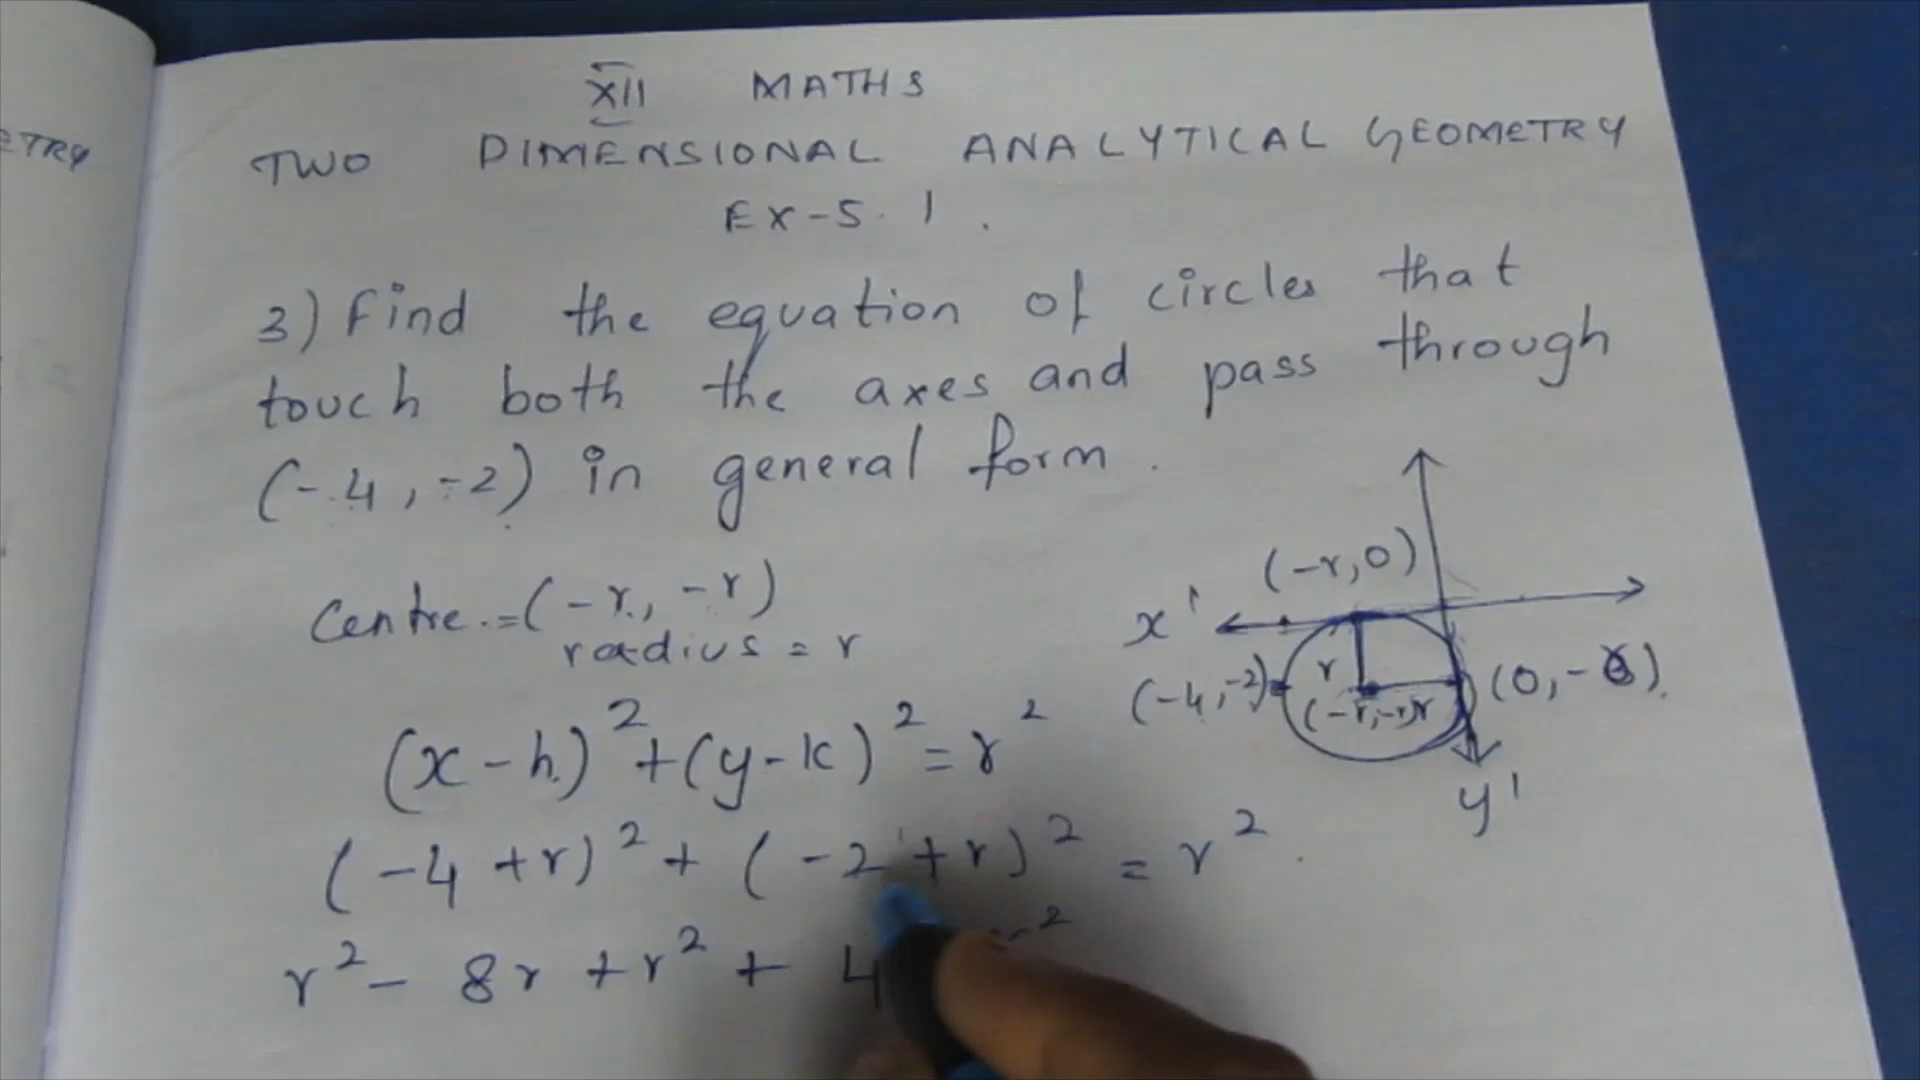 ETRY
XII MATHS
TWO DIMENSIONAL ANALYTICAL GEOMETRY
EX-5.1.
3) Find the equation of circles that
touch both the axes and pass through
(-4, -2) in general form.
Centre = (-r, -r)
radius = r
(x-h)² + (y-k)² = r²
(-4+r)² + (-2+r)² = r².
r² - 8r + r² + 4
(-r, 0)
x'
(-4, -2)
r
(-r, -r) r
(0, - )
y'